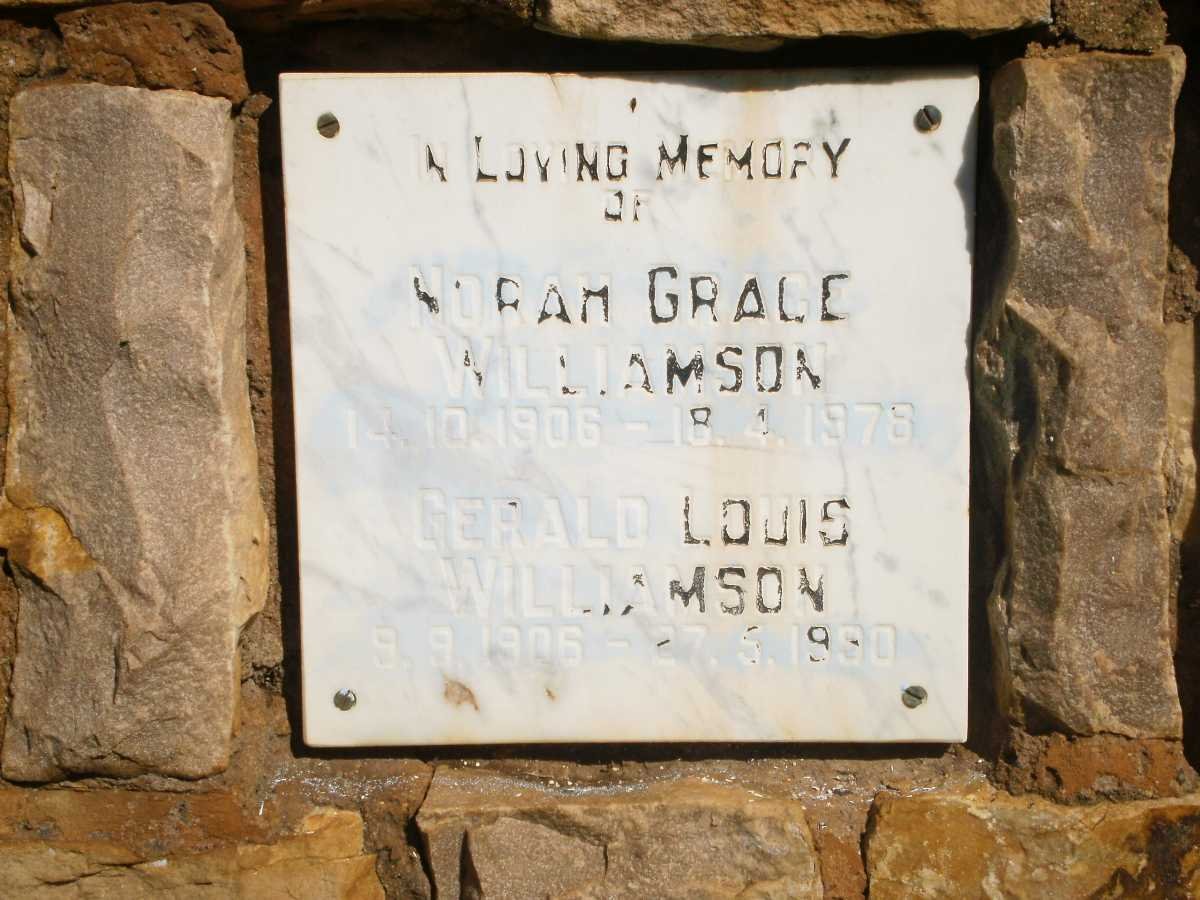 In Loving Memory
of
Norah Grace
Williamson
14.10.1906 - 18.4.1978
Gerald Louis
Williamson
9.9.1906 - 27.5.1990